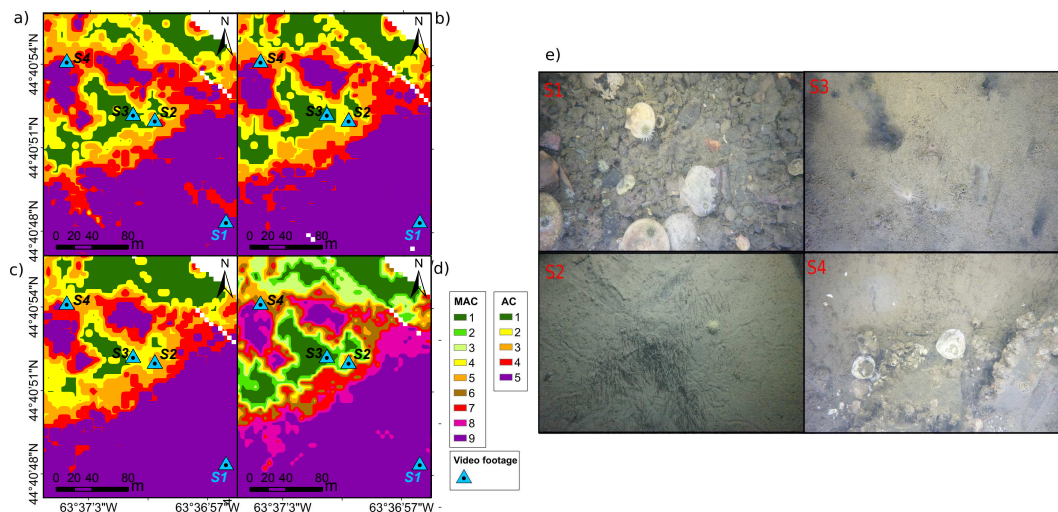 a)
b)
e)
N
N
44°40'54"N
44°40'51"N
44°40'48"N
S4
S3
S2
S1
0 40 80
m
S4
S3
S2
S1
0 40 80
m
c)
d)
N
N
44°40'54"N
44°40'51"N
44°40'48"N
S4
S3
S2
S1
0 40 80
m
S4
S3
S2
S1
0 40 80
m
63°37'3"W
63°36'57"W
63°37'3"W
63°36'57"W
MAC
1
2
3
4
5
6
7
8
9
AC
1
2
3
4
5
Video footage
S1
S3
S2
S4